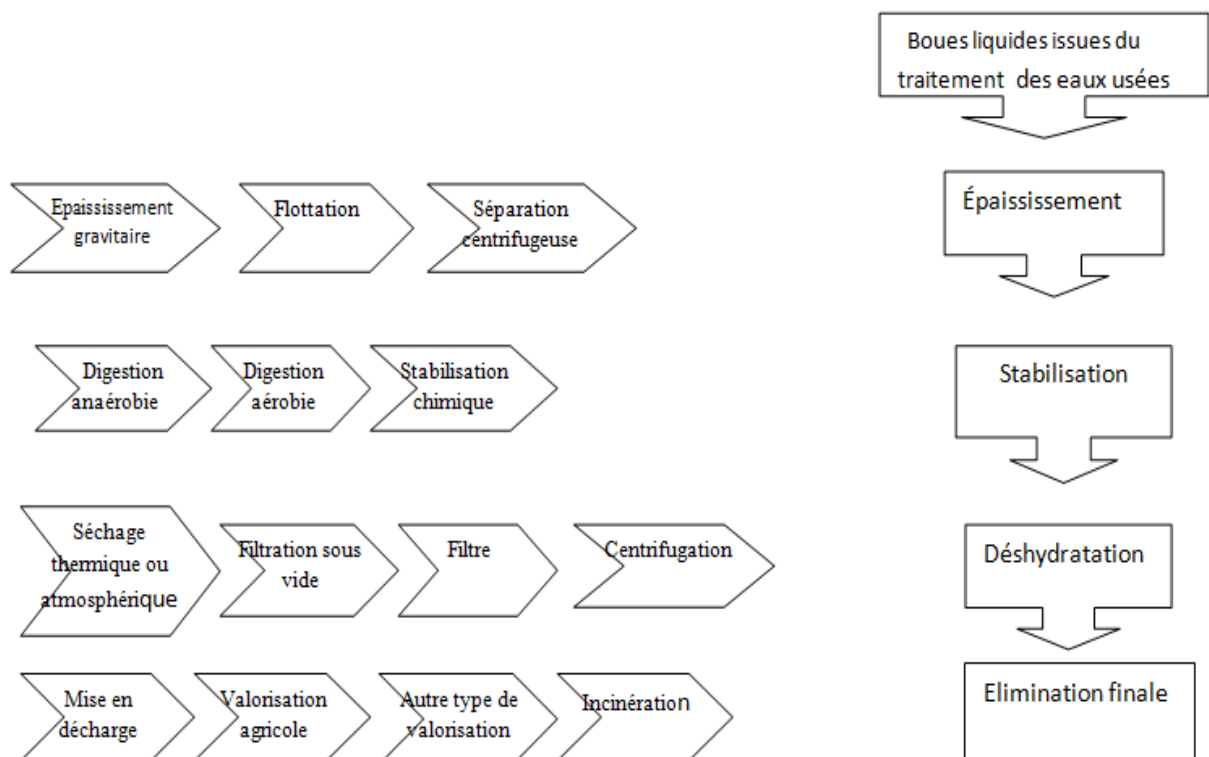 Boues liquides issues du
traitement des eaux usées
Epaississement
gravitaire
Flottation
Séparation
centrifugeuse
Épaississement
Digestion
anaérobie
Digestion
aérobie
Stabilisation
chimique
Stabilisation
Séchage
thermique ou
atmosphérique
Filtration sous
vide
Filtre
Centrifugation
Déshydratation
Mise en
décharge
Valorisation
agricole
Autre type de
valorisation
Incinération
Elimination finale